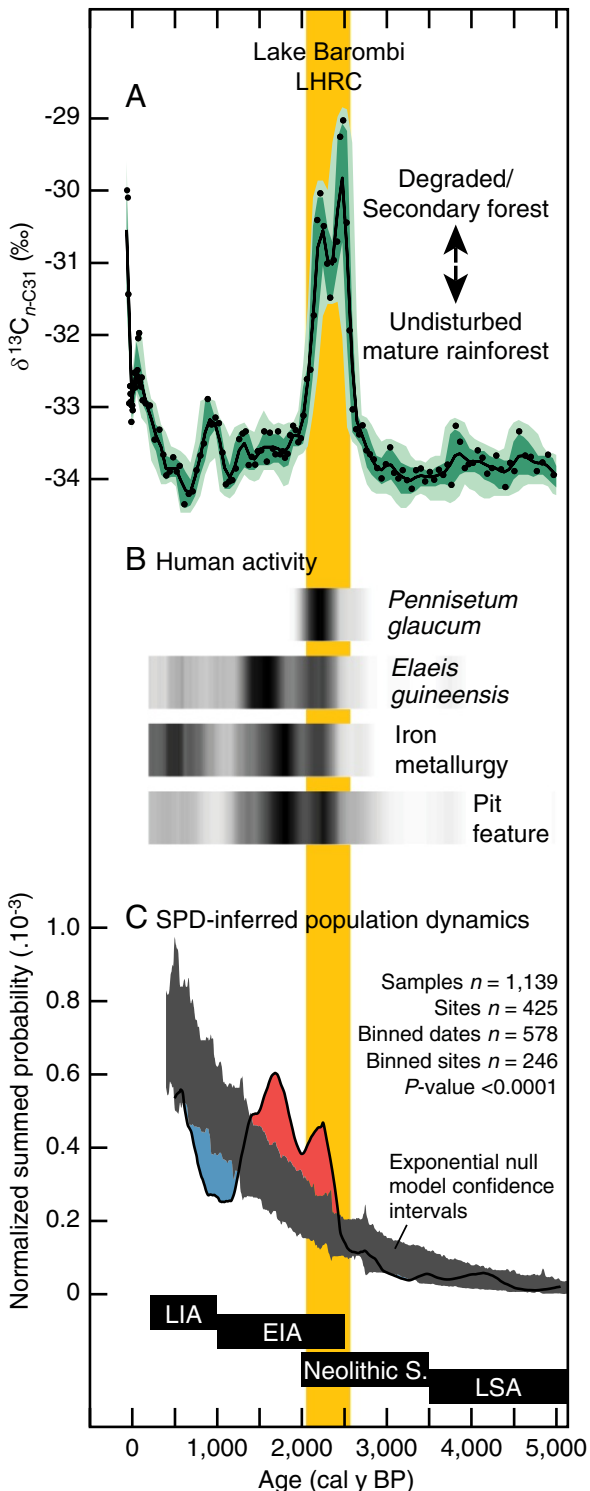 Lake Barombi
LHRC
A
-29
-30
-31
-32
-33
-34
δ13Cn-C31 (‰)
Degraded/
Secondary forest
Undisturbed
mature rainforest
B Human activity
Pennisetum
glaucum
Elaeis
guineensis
Iron
metallurgy
Pit
feature
C SPD-inferred population dynamics
1.0
0.8
0.6
0.4
0.2
0
Normalized summed probability (.10-3)
Samples n = 1,139
Sites n = 425
Binned dates n = 578
Binned sites n = 246
P-value <0.0001
Exponential null
model confidence
intervals
LIA
EIA
Neolithic S.
LSA
0 1,000 2,000 3,000 4,000 5,000
Age (cal y BP)